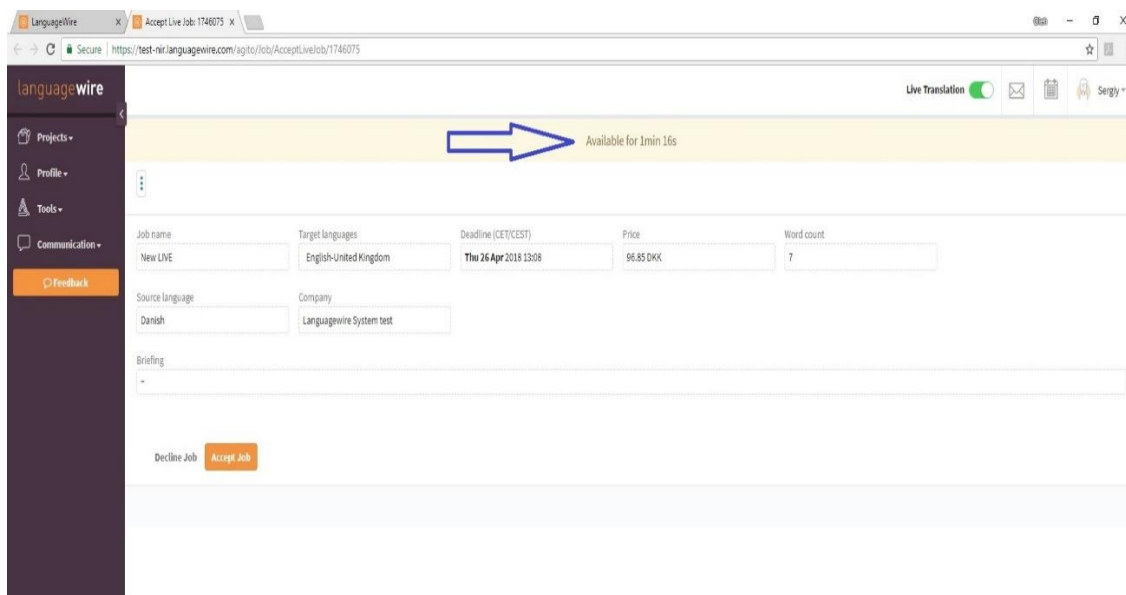 LanguageWire
Accept Live Job: 1746075
Secure https://test-nir.languagewire.com/agito/Job/AcceptLiveJob/1746075
languagewire
Live Translation
Sergiy
Projects
Profile
Tools
Communication
Feedback
Available for 1min 16s
Job name Target languages Deadline (CET/CEST) Price Word count
New LIVE English-United Kingdom Thu 26 Apr 2018 13:08 96.85 DKK 7
Source language Company
Danish Languagewire System test
Briefing
-
Decline Job Accept Job